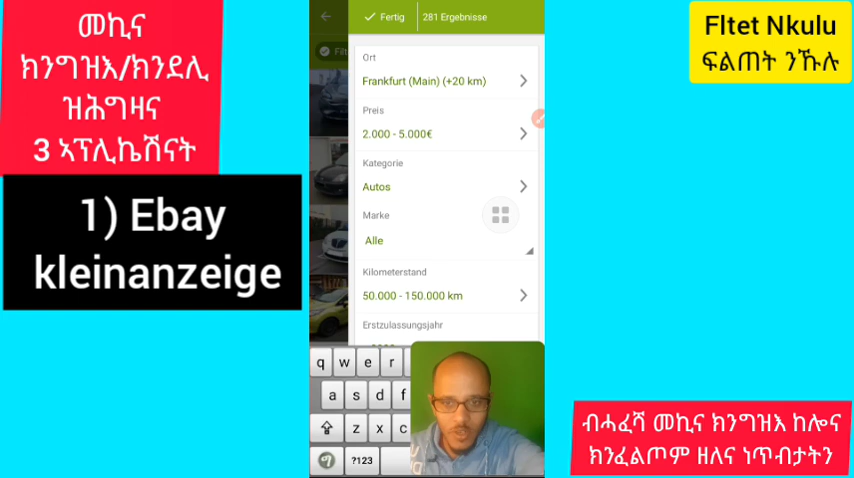 መኪና
ክንግዝእ/ክንደሊ
ዝሕግዛና
3 ኣፕሊኬሽናት
1) Ebay
kleinanzeige
Fertig
281 Ergebnisse
Ort
Frankfurt (Main) (+20 km)
Preis
2.000 - 5.000€
Kategorie
Autos
Marke
Alle
Kilometerstand
50.000 - 150.000 km
Erstzulassungsjahr
q w e r
a s d f
z x c
?123
Fltet Nkulu
ፍልጠት ንኹሉ
ብሓፈሻ መኪና ክንግዝእ ከሎና
ክንፈልጦም ዘለና ነጥብታትን